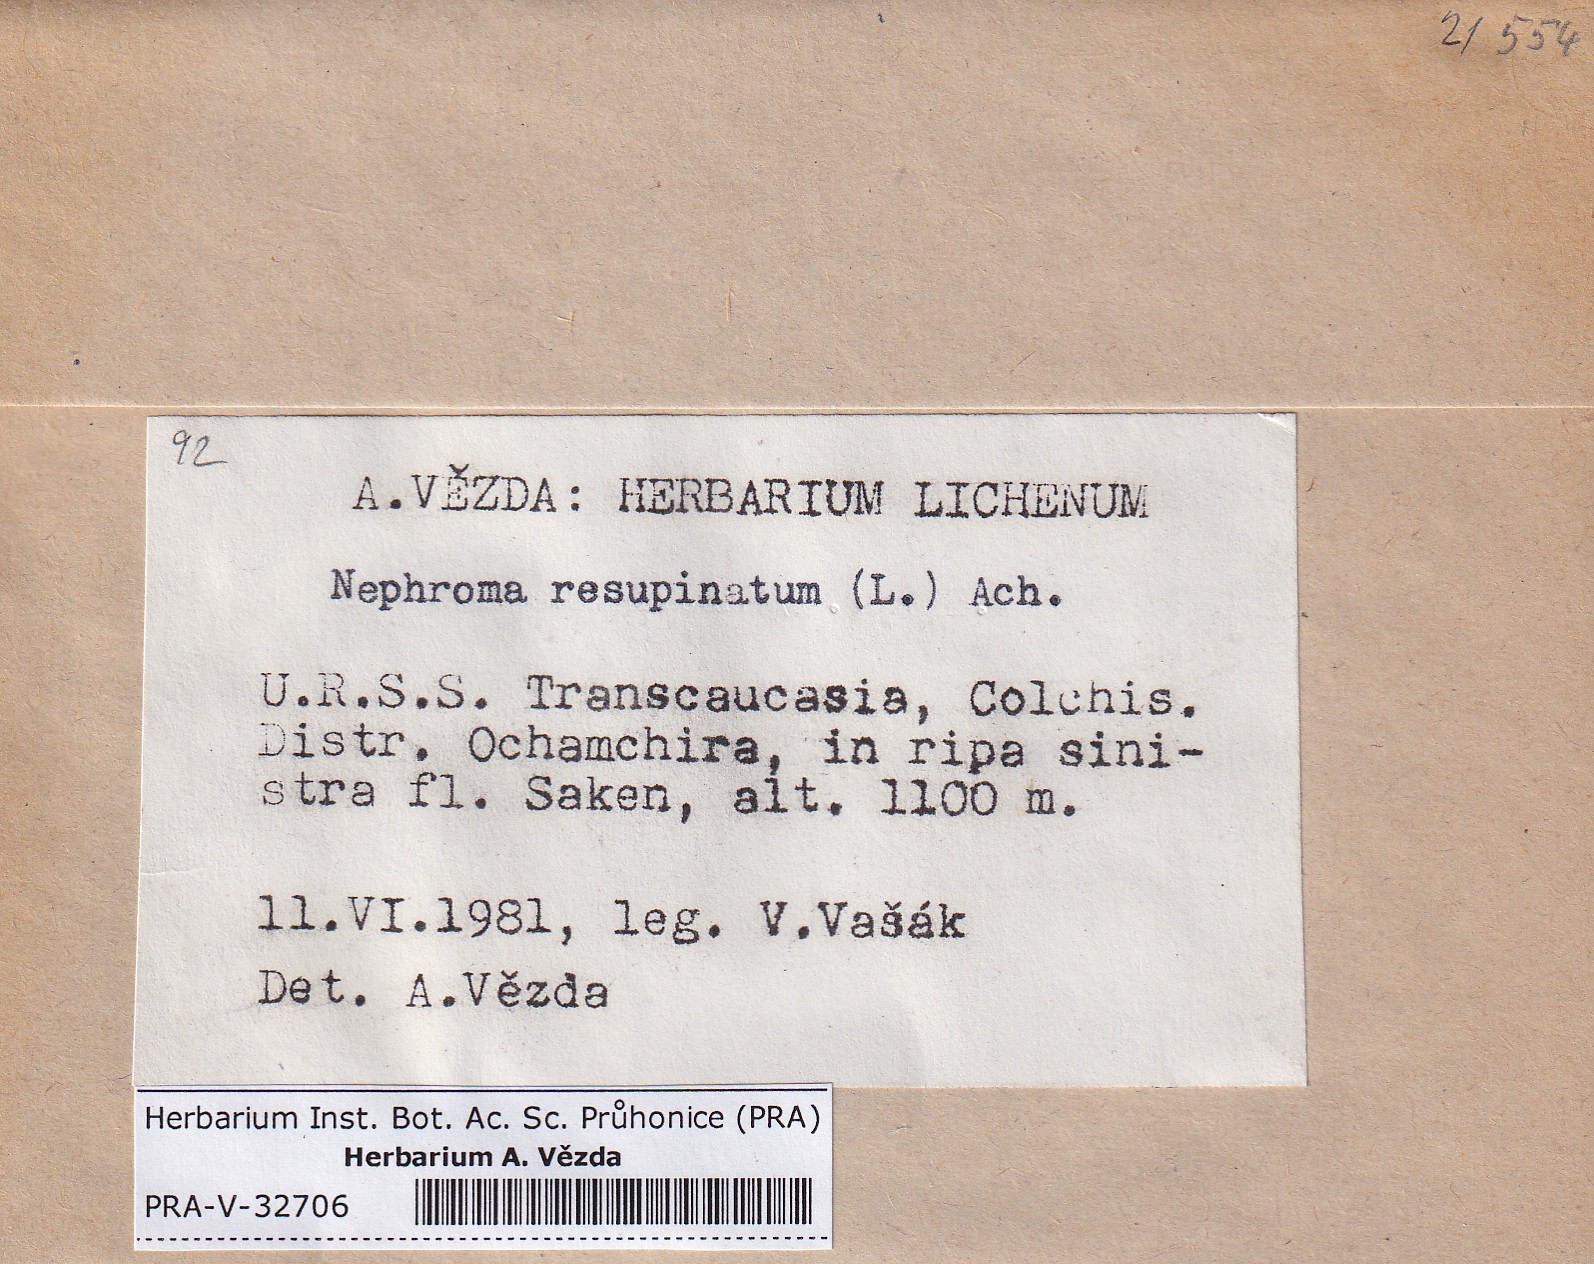 21 554
92
A.VĚZDA: HERBARIUM LICHENUM
Nephroma resupinatum (L.) Ach.
U.R.S.S. Transcaucasia, Colchis.
Distr. Ochamchira, in ripa sini-
stra fl. Saken, alt. 1100 m.
11.VI.1981, leg. V.Vašák
Det. A.Vězda
Herbarium Inst. Bot. Ac. Sc. Průhonice (PRA)
Herbarium A. Vězda
PRA-V-32706